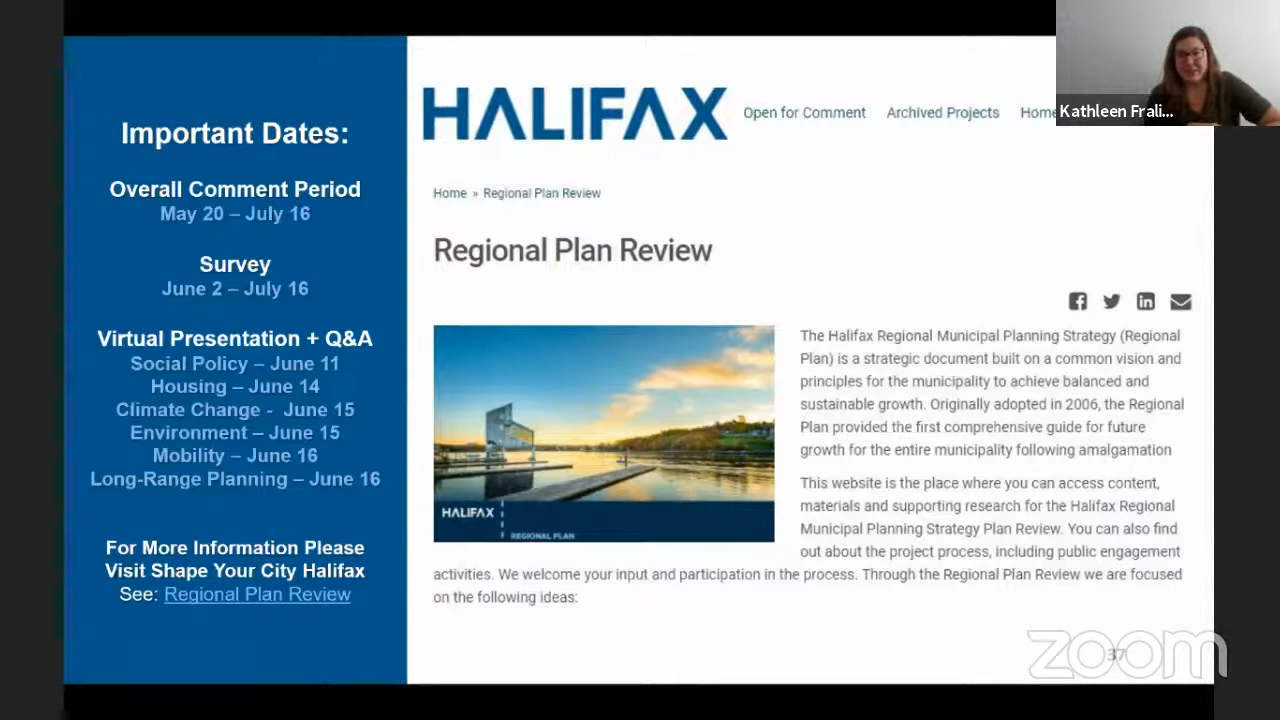 Important Dates:
Overall Comment Period
May 20 – July 16
Survey
June 2 – July 16
Virtual Presentation + Q&A
Social Policy – June 11
Housing – June 14
Climate Change - June 15
Environment – June 15
Mobility – June 16
Long-Range Planning – June 16
For More Information Please
Visit Shape Your City Halifax
See: Regional Plan Review
HALIFAX
Open for Comment Archived Projects Home
Kathleen Frali...
Home » Regional Plan Review
Regional Plan Review
HALIFAX
REGIONAL PLAN
The Halifax Regional Municipal Planning Strategy (Regional
Plan) is a strategic document built on a common vision and
principles for the municipality to achieve balanced and
sustainable growth. Originally adopted in 2006, the Regional
Plan provided the first comprehensive guide for future
growth for the entire municipality following amalgamation
This website is the place where you can access content,
materials and supporting research for the Halifax Regional
Municipal Planning Strategy Plan Review. You can also find
out about the project process, including public engagement
activities. We welcome your input and participation in the process. Through the Regional Plan Review we are focused
on the following ideas:
37
zoom